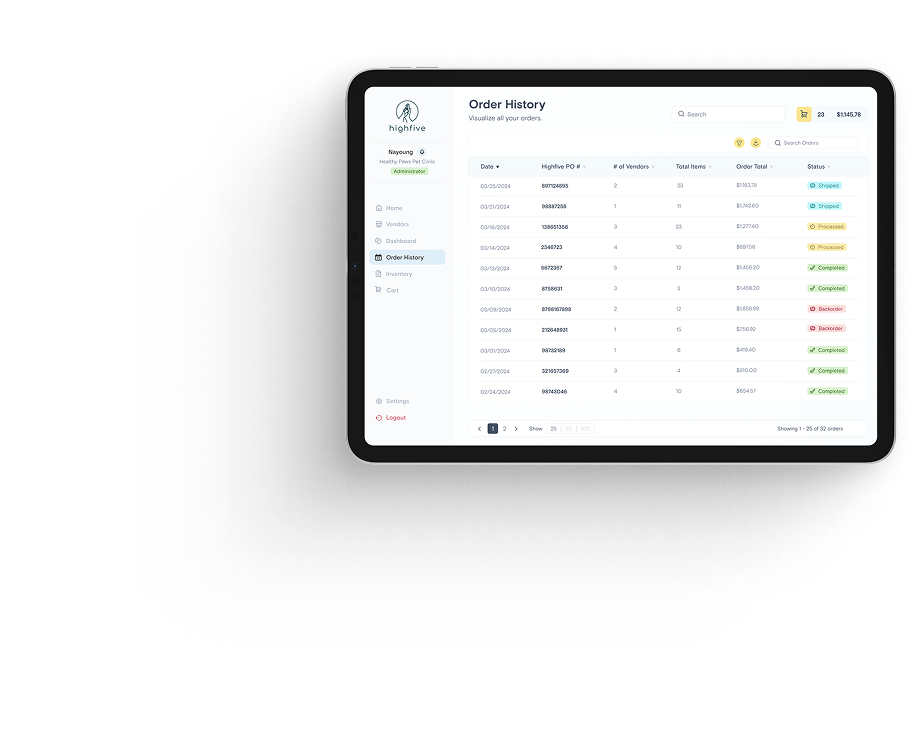 highfive
Nayoung
Healthy Paws Pet Clinic
Administrator
Home
Vendors
Dashboard
Order History
Inventory
Cart
Settings
Logout
Order History
Visualize all your orders.
Search
23 $1,145,78
Search Orders
Date Highfive PO # # of Vendors Total Items Order Total Status
03/25/2024 897124895 2 23 $1,163,78 Shipped
03/21/2024 98887256 1 11 $1,743.60 Shipped
03/18/2024 138651356 3 23 $1,277.40 Processed
03/14/2024 2346723 4 10 $897.56 Processed
03/13/2024 5672367 5 12 $1,456.20 Completed
03/10/2024 8758631 3 2 $1,456.20 Completed
03/09/2024 8798167898 2 12 $1,856.89 Backorder
03/05/2024 212648931 1 15 $756.92 Backorder
03/01/2024 98732189 1 6 $419.40 Completed
02/27/2024 321657369 3 4 $810.00 Completed
02/24/2024 98743046 4 10 $654.57 Completed
1 2 Show 25 50 100 Showing 1 - 25 of 32 orders